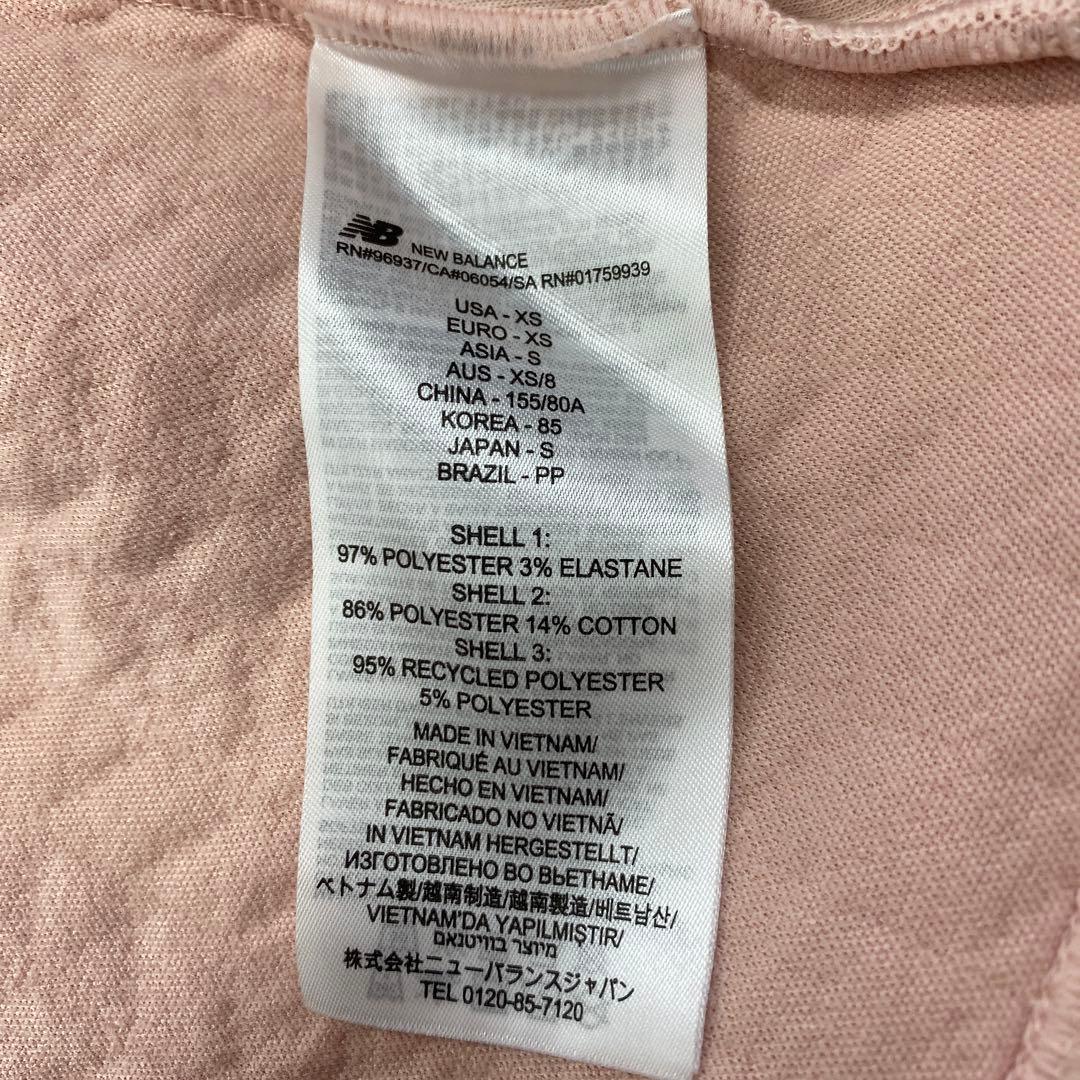 NB NEW BALANCE
RN#96937/CA#06054/SA RN#01759939
USA - XS
EURO - XS
ASIA - S
AUS - XS/8
CHINA - 155/80A
KOREA - 85
JAPAN - S
BRAZIL - PP
SHELL 1:
97% POLYESTER 3% ELASTANE
SHELL 2:
86% POLYESTER 14% COTTON
SHELL 3:
95% RECYCLED POLYESTER
5% POLYESTER
MADE IN VIETNAM/
FABRIQUÉ AU VIETNAM/
HECHO EN VIETNAM/
FABRICADO NO VIETNÃ/
IN VIETNAM HERGESTELLT/
ИЗГОТОВЛЕНО ВО ВЬЕТНАМЕ/
ベトナム製/越南制造/越南製造/베트남산/
VIETNAM'DA YAPILMIŞTIR/
מיוצר בוויטנאם
株式会社ニューバランスジャパン
TEL 0120-85-7120